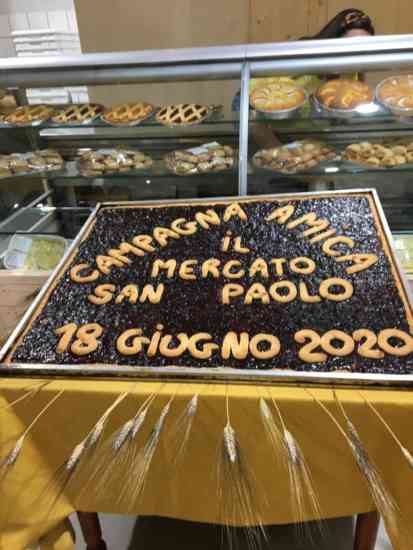 CAMPAGNA AMICA
iL
MERCATO
SAN PAOLO
18 GiUGNO 2020